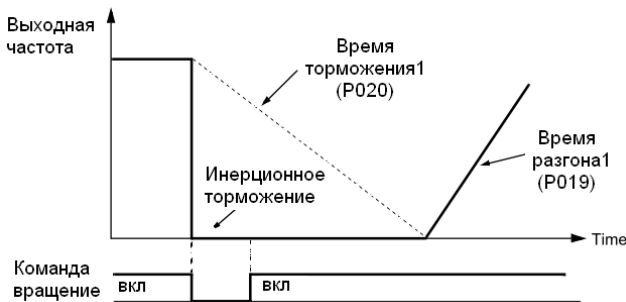 Выходная
частота
Время
торможения1
(P020)
Время
разгона1
(P019)
Инерционное
торможение
Time
Команда
вращение
вкл
вкл